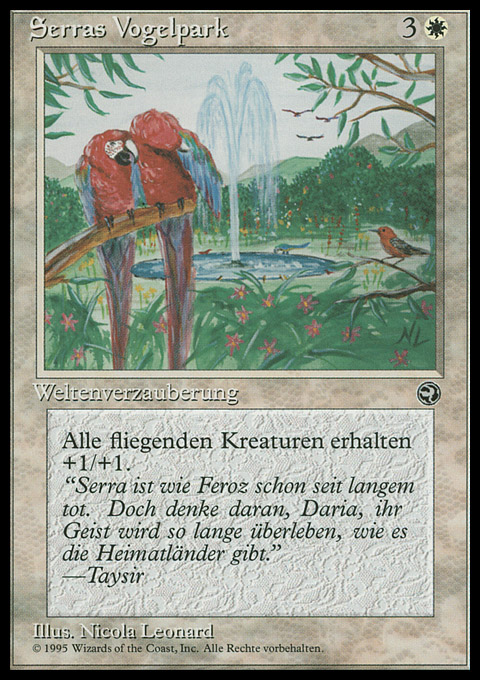 Serras Vogelpark 3
NL
Weltenverzauberung
Alle fliegenden Kreaturen erhalten
+1/+1.
“Serra ist wie Feroz schon seit langem
tot. Doch denke daran, Daria, ihr
Geist wird so lange überleben, wie es
die Heimatländer gibt.”
—Taysir
Illus. Nicola Leonard
© 1995 Wizards of the Coast, Inc. Alle Rechte vorbehalten.